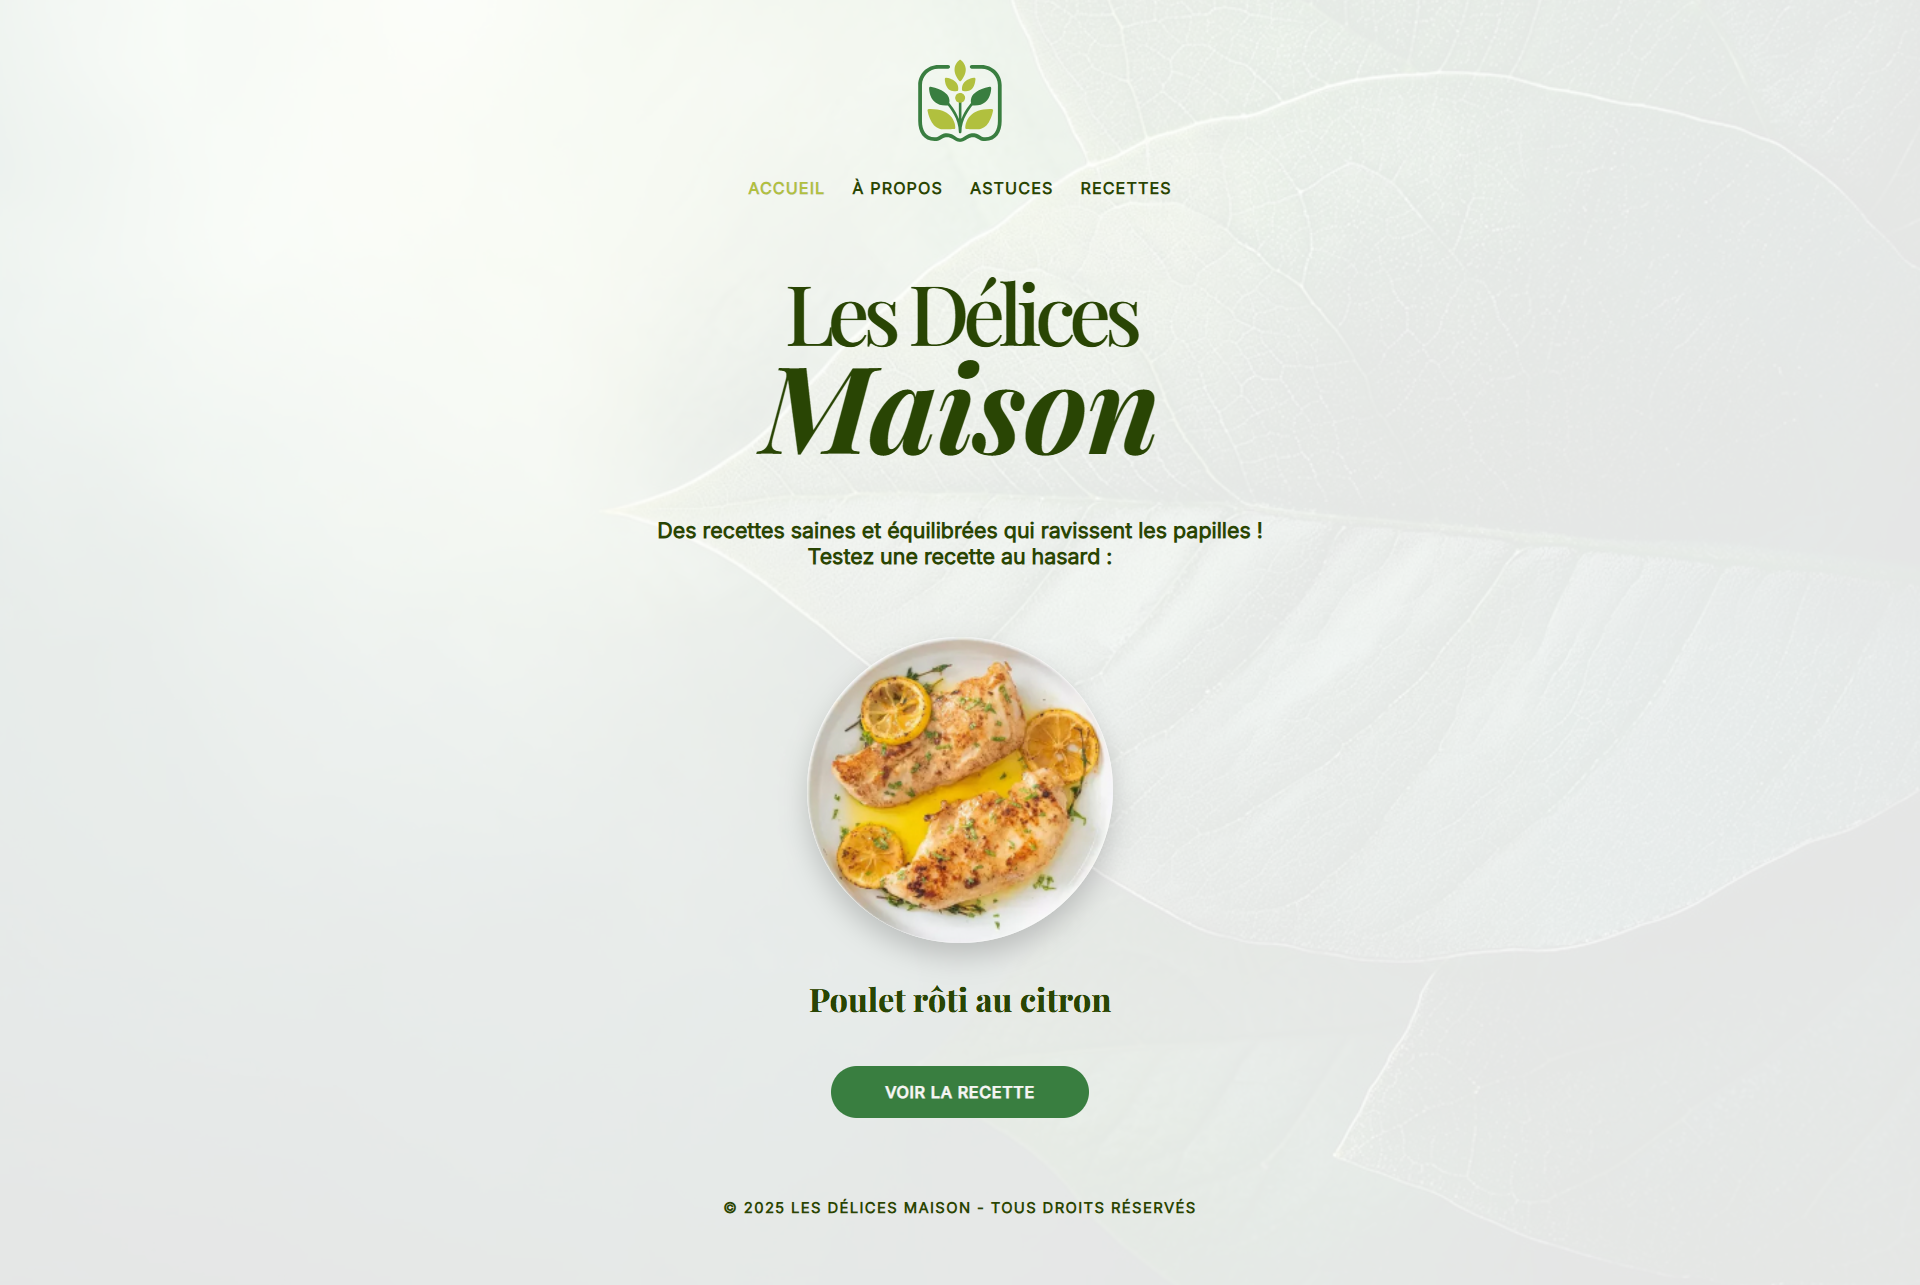 ACCUEIL À PROPOS ASTUCES RECETTES
Les Délices
Maison
Des recettes saines et équilibrées qui ravissent les papilles !
Testez une recette au hasard :
Poulet rôti au citron
VOIR LA RECETTE
© 2025 LES DÉLICES MAISON - TOUS DROITS RÉSERVÉS